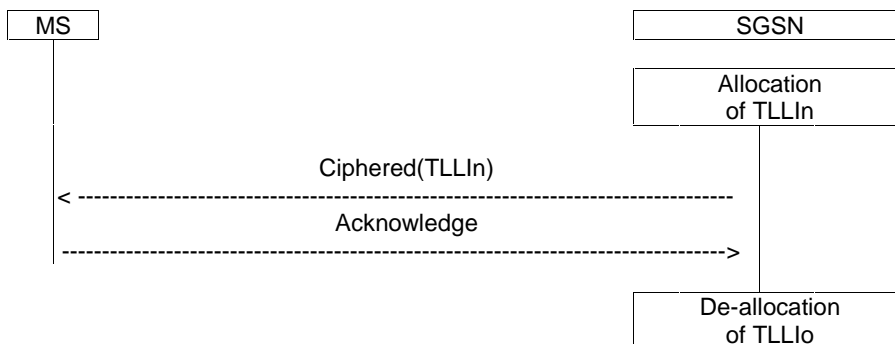 MS
SGSN
Allocation
of TLLIn
Ciphered(TLLIn)
< ---------------------------------------------------------------------------------
Acknowledge
--------------------------------------------------------------------------------->
De-allocation
of TLLIo